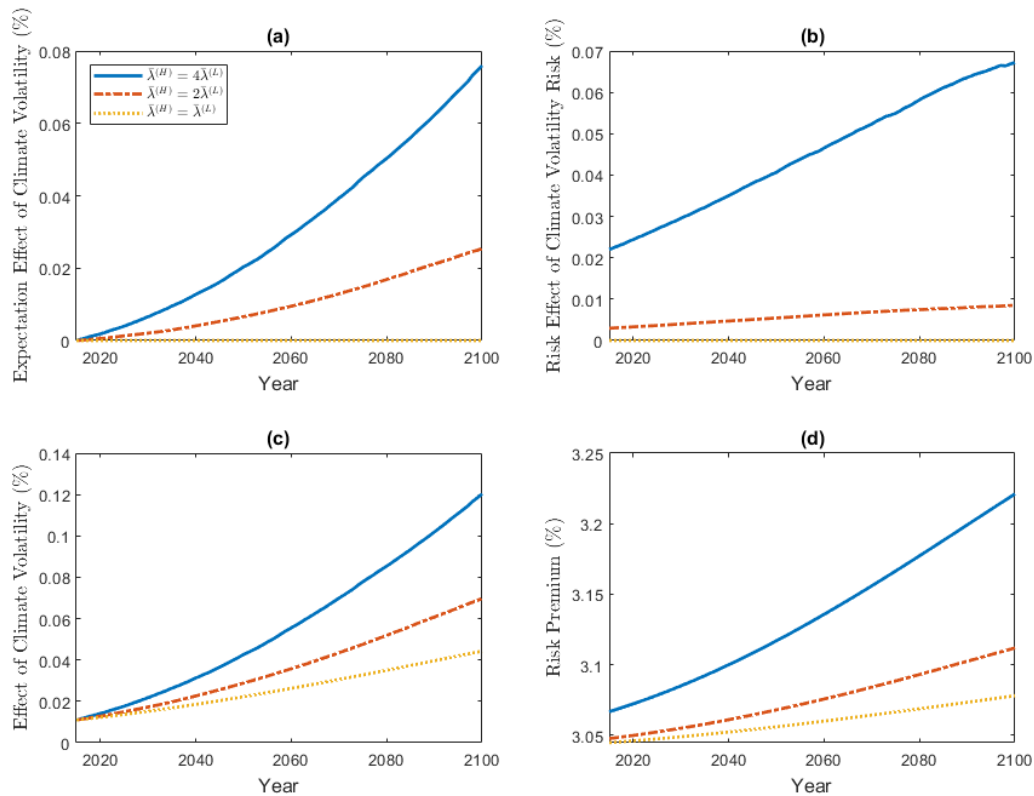 (a)
Expectation Effect of Climate Volatility (%)
0.08
0.06
0.04
0.02
0
λ̄^(H) = 4λ̄^(L)
λ̄^(H) = 2λ̄^(L)
λ̄^(H) = λ̄^(L)
2020 2040 2060 2080 2100
Year
(b)
Risk Effect of Climate Volatility Risk (%)
0.07
0.06
0.05
0.04
0.03
0.02
0.01
0
2020 2040 2060 2080 2100
Year
(c)
Effect of Climate Volatility (%)
0.14
0.12
0.1
0.08
0.06
0.04
0.02
0
2020 2040 2060 2080 2100
Year
(d)
Risk Premium (%)
3.25
3.2
3.15
3.1
3.05
2020 2040 2060 2080 2100
Year